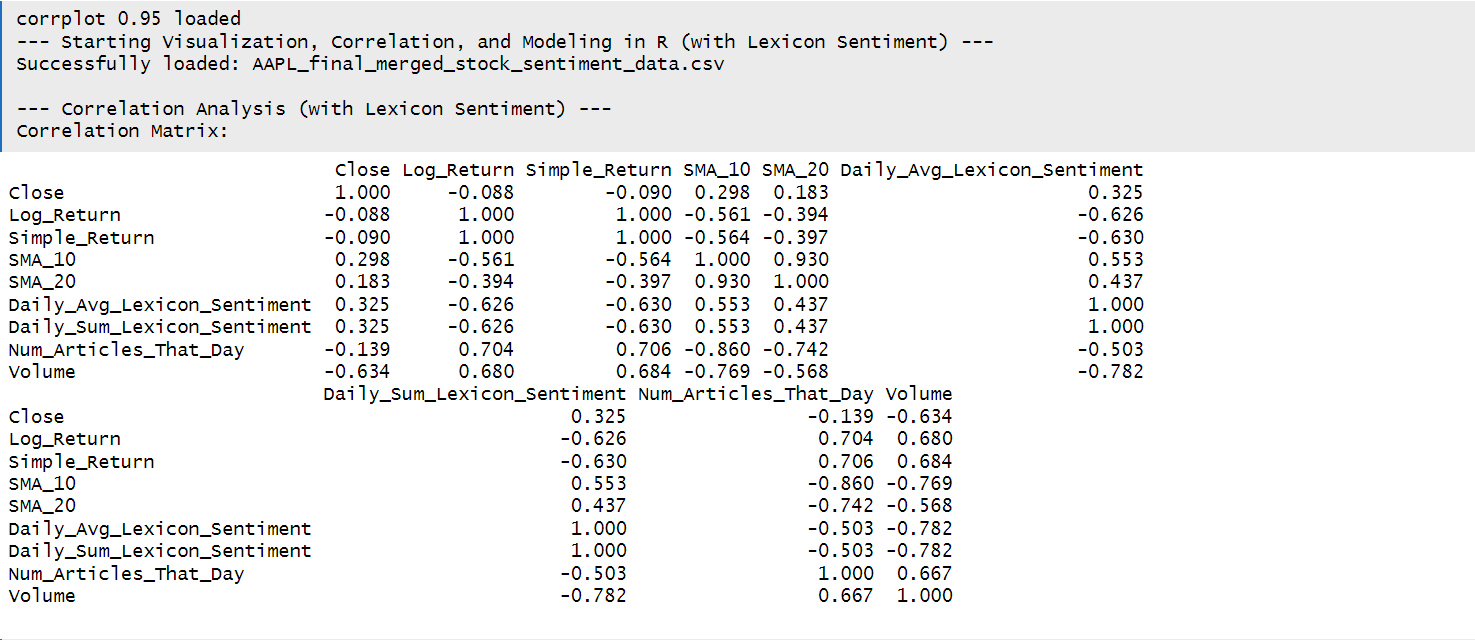 corrplot 0.95 loaded
--- Starting Visualization, Correlation, and Modeling in R (with Lexicon Sentiment) ---
Successfully loaded: AAPL_final_merged_stock_sentiment_data.csv
--- Correlation Analysis (with Lexicon Sentiment) ---
Correlation Matrix:
Close Log_Return Simple_Return SMA_10 SMA_20 Daily_Avg_Lexicon_Sentiment
Close 1.000 -0.088 -0.090 0.298 0.183 0.325
Log_Return -0.088 1.000 1.000 -0.561 -0.394 -0.626
Simple_Return -0.090 1.000 1.000 -0.564 -0.397 -0.630
SMA_10 0.298 -0.561 -0.564 1.000 0.930 0.553
SMA_20 0.183 -0.394 -0.397 0.930 1.000 0.437
Daily_Avg_Lexicon_Sentiment 0.325 -0.626 -0.630 0.553 0.437 1.000
Daily_Sum_Lexicon_Sentiment 0.325 -0.626 -0.630 0.553 0.437 1.000
Num_Articles_That_Day -0.139 0.704 0.706 -0.860 -0.742 -0.503
Volume -0.634 0.680 0.684 -0.769 -0.568 -0.782
Daily_Sum_Lexicon_Sentiment Num_Articles_That_Day Volume
Close 0.325 -0.139 -0.634
Log_Return -0.626 0.704 0.680
Simple_Return -0.630 0.706 0.684
SMA_10 0.553 -0.860 -0.769
SMA_20 0.437 -0.742 -0.568
Daily_Avg_Lexicon_Sentiment 1.000 -0.503 -0.782
Daily_Sum_Lexicon_Sentiment 1.000 -0.503 -0.782
Num_Articles_That_Day -0.503 1.000 0.667
Volume -0.782 0.667 1.000